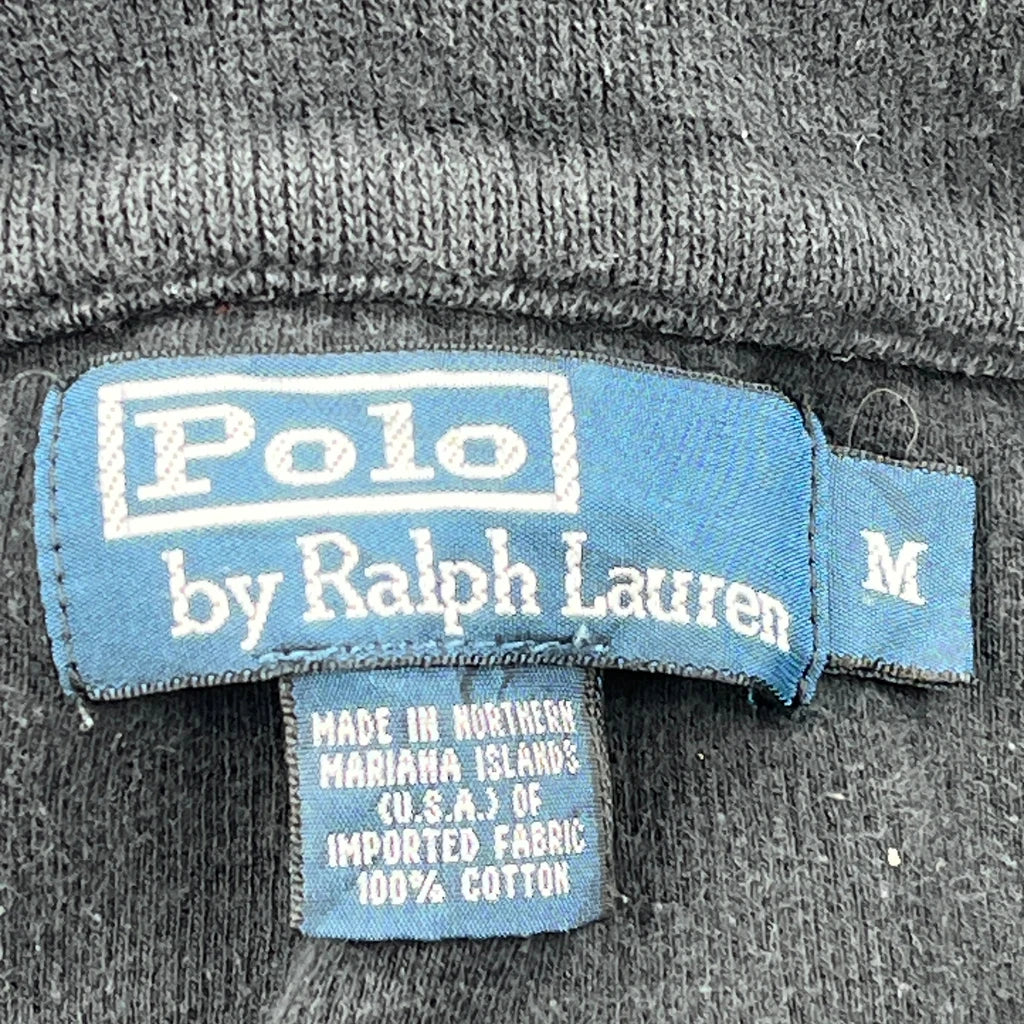 Polo
by Ralph Lauren
M
MADE IN NORTHERN
MARIANA ISLANDS
(U.S.A.) OF
IMPORTED FABRIC
100% COTTON